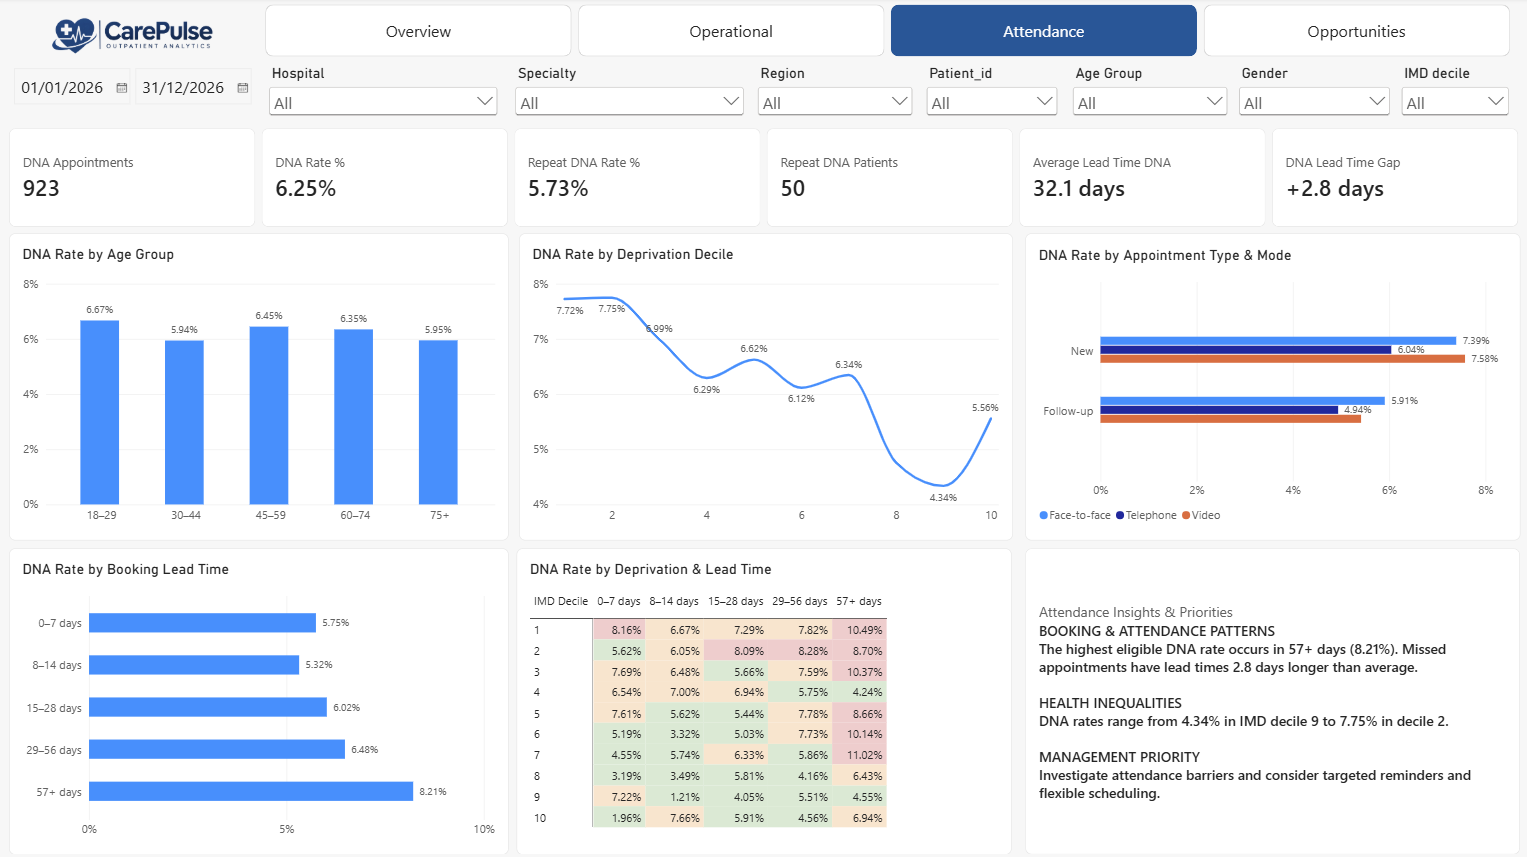 CarePulse
OUTPATIENT ANALYTICS
Overview
Operational
Attendance
Opportunities
01/01/2026
31/12/2026
Hospital
All
Specialty
All
Region
All
Patient_id
All
Age Group
All
Gender
All
IMD decile
All
DNA Appointments
923
DNA Rate %
6.25%
Repeat DNA Rate %
5.73%
Repeat DNA Patients
50
Average Lead Time DNA
32.1 days
DNA Lead Time Gap
+2.8 days
DNA Rate by Age Group
8%
6%
4%
2%
0%
6.67%
5.94%
6.45%
6.35%
5.95%
18–29
30–44
45–59
60–74
75+
DNA Rate by Deprivation Decile
8%
7%
6%
5%
4%
7.72%
7.75%
6.99%
6.29%
6.62%
6.12%
6.34%
4.34%
5.56%
2
4
6
8
10
DNA Rate by Appointment Type & Mode
New
7.39%
6.04%
7.58%
Follow-up
5.91%
4.94%
0%
2%
4%
6%
8%
Face-to-face Telephone Video
DNA Rate by Booking Lead Time
0–7 days 5.75%
8–14 days 5.32%
15–28 days 6.02%
29–56 days 6.48%
57+ days 8.21%
0%
5%
10%
DNA Rate by Deprivation & Lead Time
IMD Decile 0–7 days 8–14 days 15–28 days 29–56 days 57+ days
1 8.16% 6.67% 7.29% 7.82% 10.49%
2 5.62% 6.05% 8.09% 8.28% 8.70%
3 7.69% 6.48% 5.66% 7.59% 10.37%
4 6.54% 7.00% 6.94% 5.75% 4.24%
5 7.61% 5.62% 5.44% 7.78% 8.66%
6 5.19% 3.32% 5.03% 7.73% 10.14%
7 4.55% 5.74% 6.33% 5.86% 11.02%
8 3.19% 3.49% 5.81% 4.16% 6.43%
9 7.22% 1.21% 4.05% 5.51% 4.55%
10 1.96% 7.66% 5.91% 4.56% 6.94%
Attendance Insights & Priorities
BOOKING & ATTENDANCE PATTERNS
The highest eligible DNA rate occurs in 57+ days (8.21%). Missed
appointments have lead times 2.8 days longer than average.
HEALTH INEQUALITIES
DNA rates range from 4.34% in IMD decile 9 to 7.75% in decile 2.
MANAGEMENT PRIORITY
Investigate attendance barriers and consider targeted reminders and
flexible scheduling.